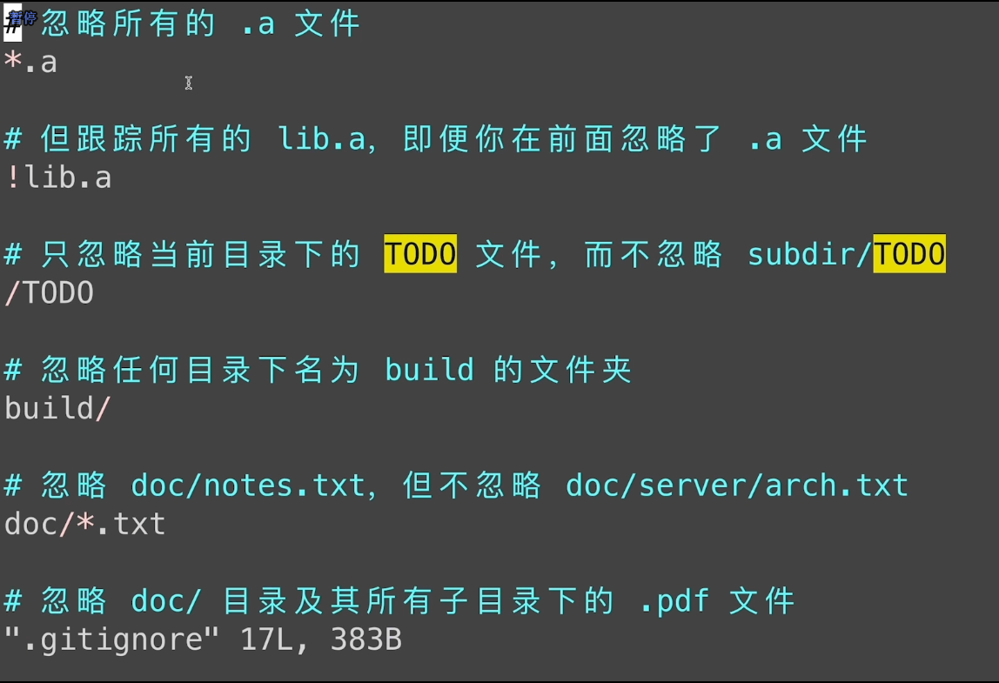 # 忽略所有的 .a 文件
暂停
*.a
# 但跟踪所有的 lib.a, 即便你在前面忽略了 .a 文件
!lib.a
# 只忽略当前目录下的 TODO 文件, 而不忽略 subdir/TODO
/TODO
# 忽略任何目录下名为 build 的文件夹
build/
# 忽略 doc/notes.txt, 但不忽略 doc/server/arch.txt
doc/*.txt
# 忽略 doc/ 目录及其所有子目录下的 .pdf 文件
".gitignore" 17L, 383B